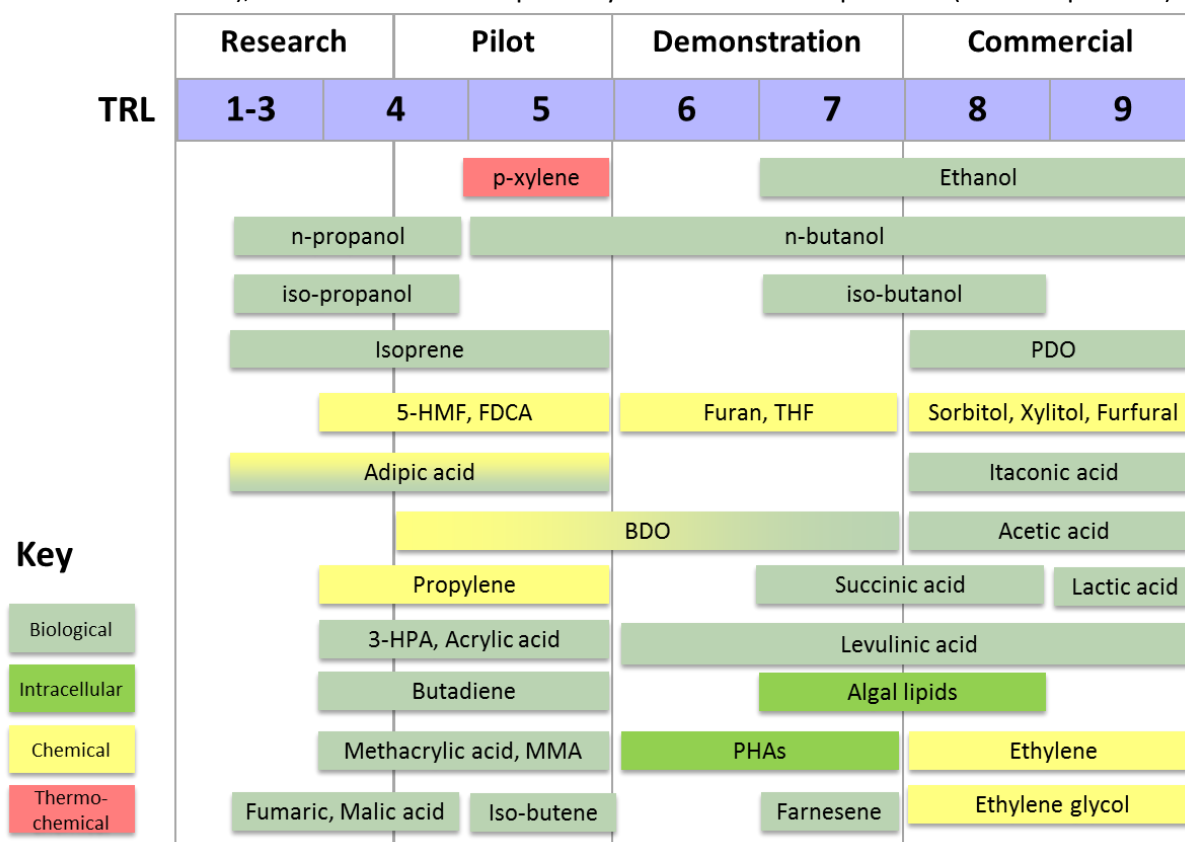 Research Pilot Demonstration Commercial
TRL 1-3 4 5 6 7 8 9
p-xylene Ethanol
n-propanol n-butanol
iso-propanol iso-butanol
Isoprene PDO
5-HMF, FDCA Furan, THF Sorbitol, Xylitol, Furfural
Adipic acid Itaconic acid
BDO Acetic acid
Propylene Succinic acid Lactic acid
3-HPA, Acrylic acid Levulinic acid
Butadiene Algal lipids
Methacrylic acid, MMA PHAs Ethylene
Fumaric, Malic acid Iso-butene Farnesene Ethylene glycol
Key
Biological
Intracellular
Chemical
Thermo-
chemical